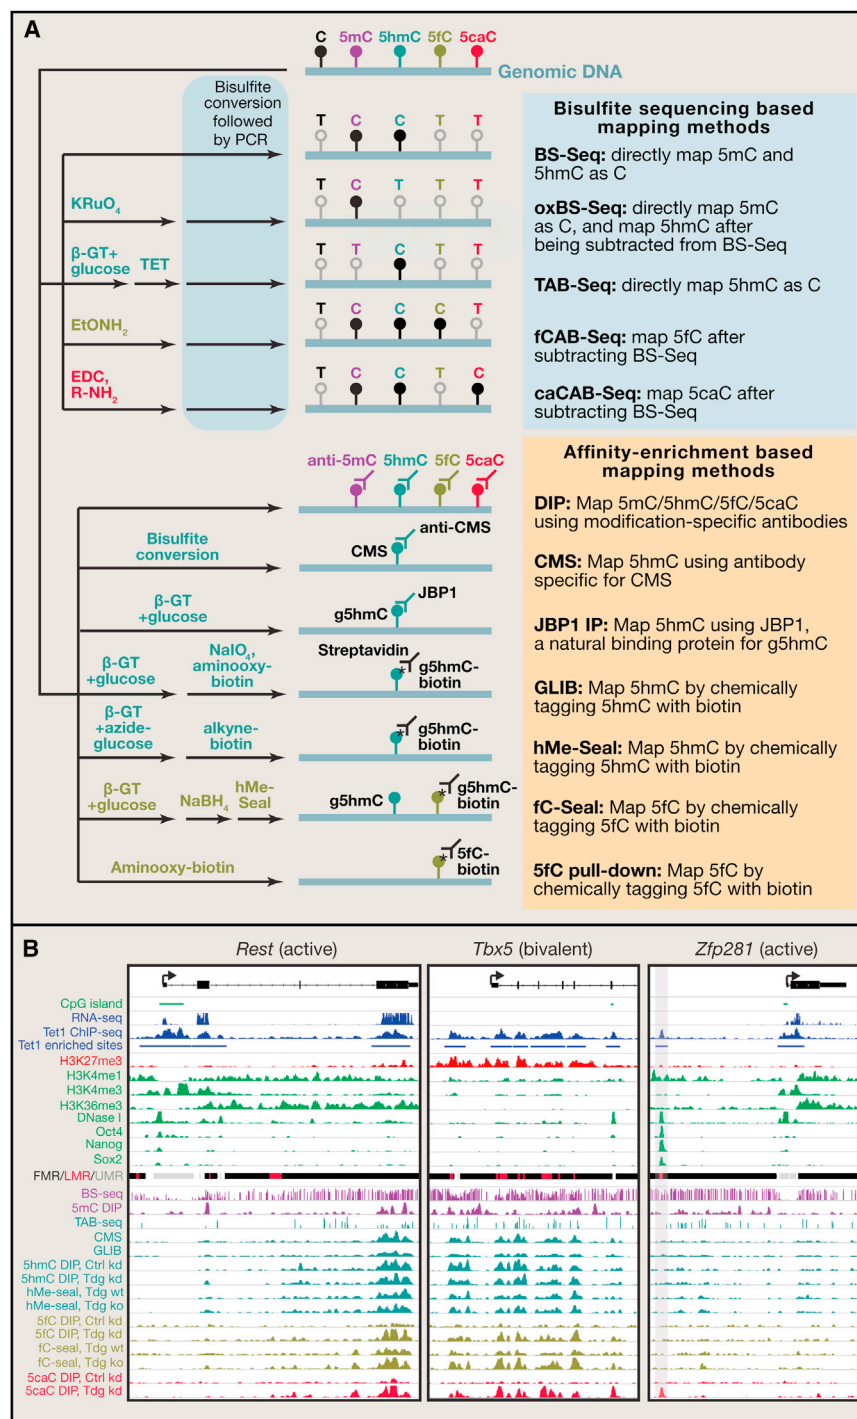 A
C 5mC 5hmC 5fC 5caC
Genomic DNA
Bisulfite
conversion
followed
by PCR
T C C T T
KRuO4
T C T T T
β-GT+
glucose
TET
T T C T T
EtONH2
T C C C T
EDC,
R-NH2
T C C T C
Bisulfite sequencing based
mapping methods
BS-Seq: directly map 5mC and
5hmC as C
oxBS-Seq: directly map 5mC
as C, and map 5hmC after
being subtracted from BS-Seq
TAB-Seq: directly map 5hmC as C
fCAB-Seq: map 5fC after
subtracting BS-Seq
caCAB-Seq: map 5caC after
subtracting BS-Seq
anti-5mC 5hmC 5fC 5caC
Bisulfite
conversion
CMS
anti-CMS
β-GT
+glucose
g5hmC
JBP1
β-GT
+glucose
NaIO4,
aminooxy-
biotin
Streptavidin
*
g5hmC-
biotin
β-GT
+azide-
glucose
alkyne-
biotin
*
g5hmC-
biotin
β-GT
+glucose
NaBH4
hMe-
Seal
g5hmC
*
g5hmC-
biotin
Aminooxy-biotin
*
5fC-
biotin
Affinity-enrichment based
mapping methods
DIP: Map 5mC/5hmC/5fC/5caC
using modification-specific antibodies
CMS: Map 5hmC using antibody
specific for CMS
JBP1 IP: Map 5hmC using JBP1,
a natural binding protein for g5hmC
GLIB: Map 5hmC by chemically
tagging 5hmC with biotin
hMe-Seal: Map 5hmC by chemically
tagging 5hmC with biotin
fC-Seal: Map 5fC by chemically
tagging 5fC with biotin
5fC pull-down: Map 5fC by
chemically tagging 5fC with biotin
B
Rest (active)
Tbx5 (bivalent)
Zfp281 (active)
CpG island
RNA-seq
Tet1 ChIP-seq
Tet1 enriched sites
H3K27me3
H3K4me1
H3K4me3
H3K36me3
DNase I
Oct4
Nanog
Sox2
FMR/LMR/UMR
BS-seq
5mC DIP
TAB-seq
CMS
GLIB
5hmC DIP, Ctrl kd
5hmC DIP, Tdg kd
hMe-seal, Tdg wt
hMe-seal, Tdg ko
5fC DIP, Ctrl kd
5fC DIP, Tdg kd
fC-seal, Tdg wt
fC-seal, Tdg ko
5caC DIP, Ctrl kd
5caC DIP, Tdg kd